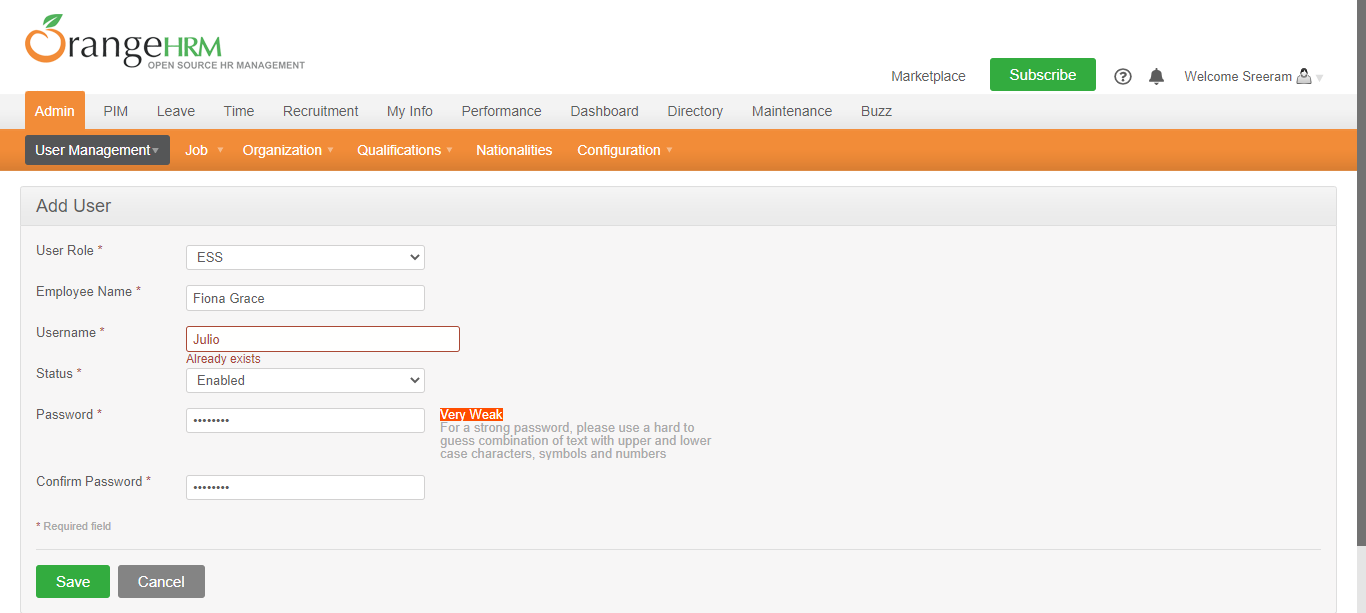 OrangeHRM
OPEN SOURCE HR MANAGEMENT
Marketplace Subscribe ? Welcome Sreeram
Admin PIM Leave Time Recruitment My Info Performance Dashboard Directory Maintenance Buzz
User Management Job Organization Qualifications Nationalities Configuration
Add User
User Role * ESS
Employee Name * Fiona Grace
Username * Julio
Already exists
Status * Enabled
Password * •••••••• Very Weak
For a strong password, please use a hard to
guess combination of text with upper and lower
case characters, symbols and numbers
Confirm Password * ••••••••
* Required field
Save Cancel